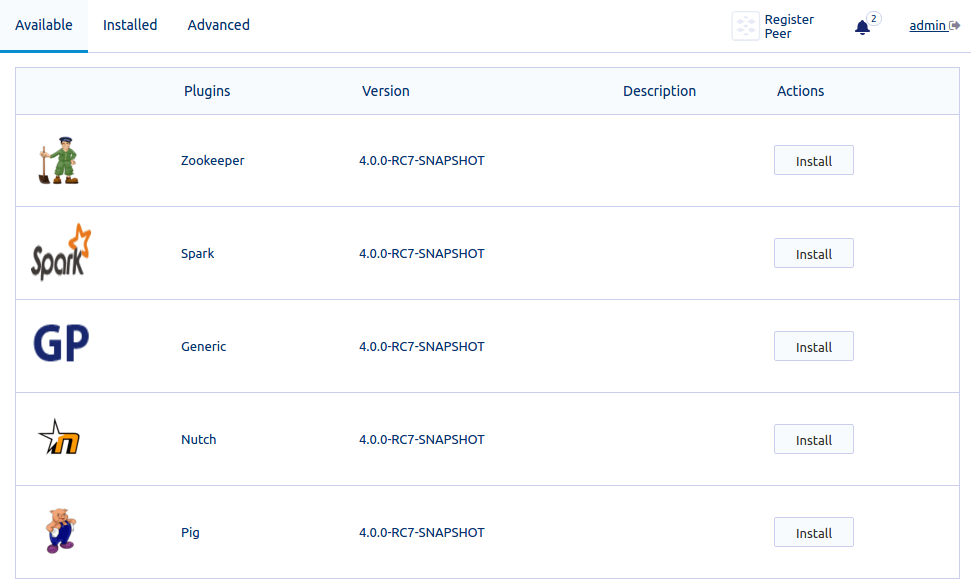 Available Installed Advanced
Register
Peer
2
admin
Plugins Version Description Actions
Zookeeper 4.0.0-RC7-SNAPSHOT Install
Spark Spark 4.0.0-RC7-SNAPSHOT Install
GP Generic 4.0.0-RC7-SNAPSHOT Install
n Nutch 4.0.0-RC7-SNAPSHOT Install
Pig 4.0.0-RC7-SNAPSHOT Install